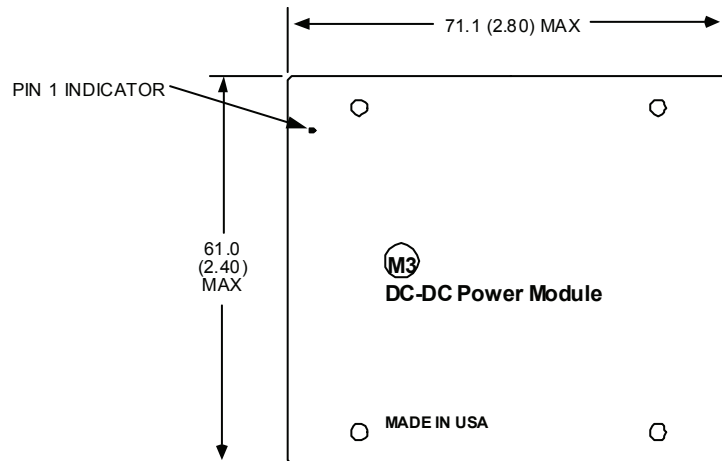 71.1 (2.80) MAX
PIN 1 INDICATOR
61.0
(2.40)
MAX
M3
DC-DC Power Module
MADE IN USA